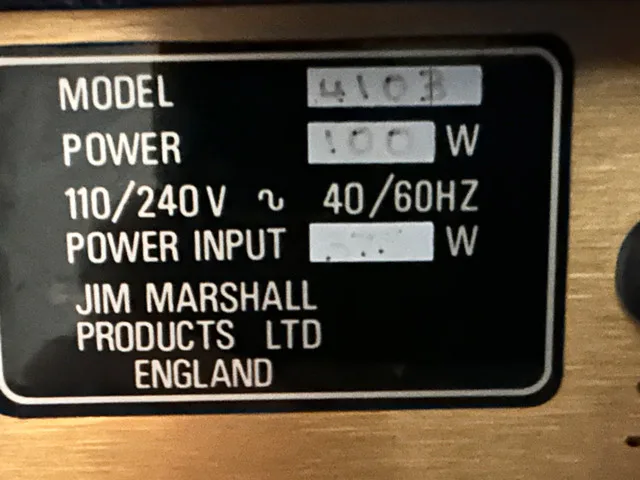 MODEL 4103
POWER 100 W
110/240V ~ 40/60HZ
POWER INPUT W
JIM MARSHALL
PRODUCTS LTD
ENGLAND